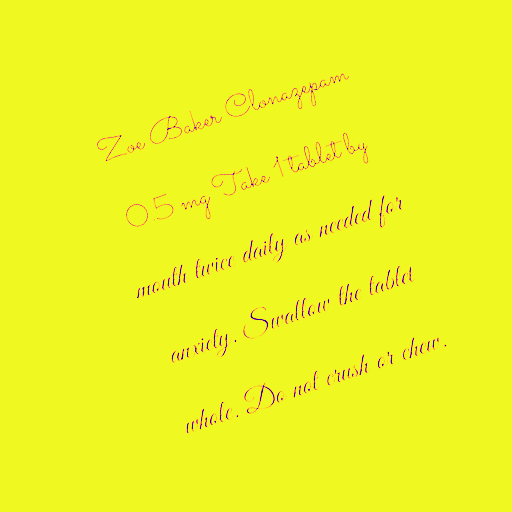 Zoe Baker Clonazepam
0.5 mg Take 1 tablet by
mouth twice daily as needed for
anxiety. Swallow the tablet
whole. Do not crush or chew.